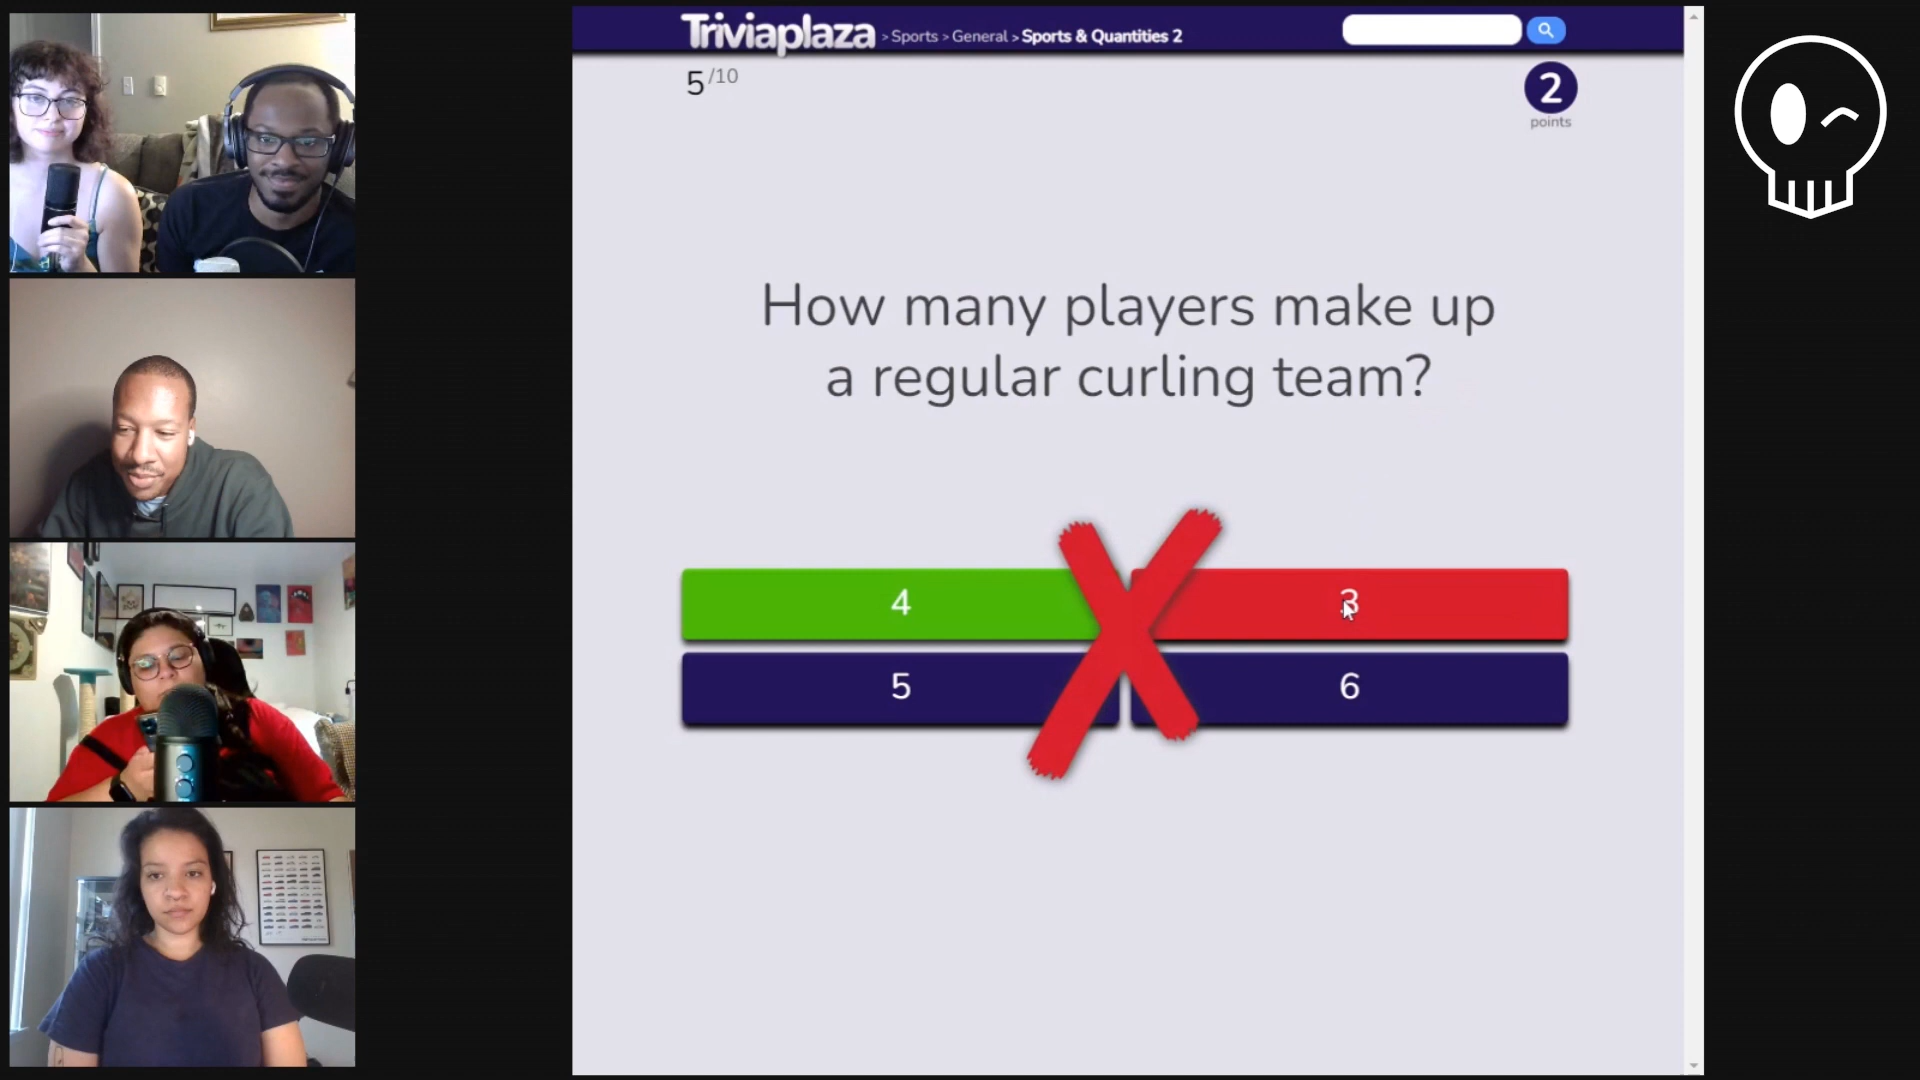 Triviaplaza > Sports > General > Sports & Quantities 2
5/10
2
points
How many players make up
a regular curling team?
4
3
5
6